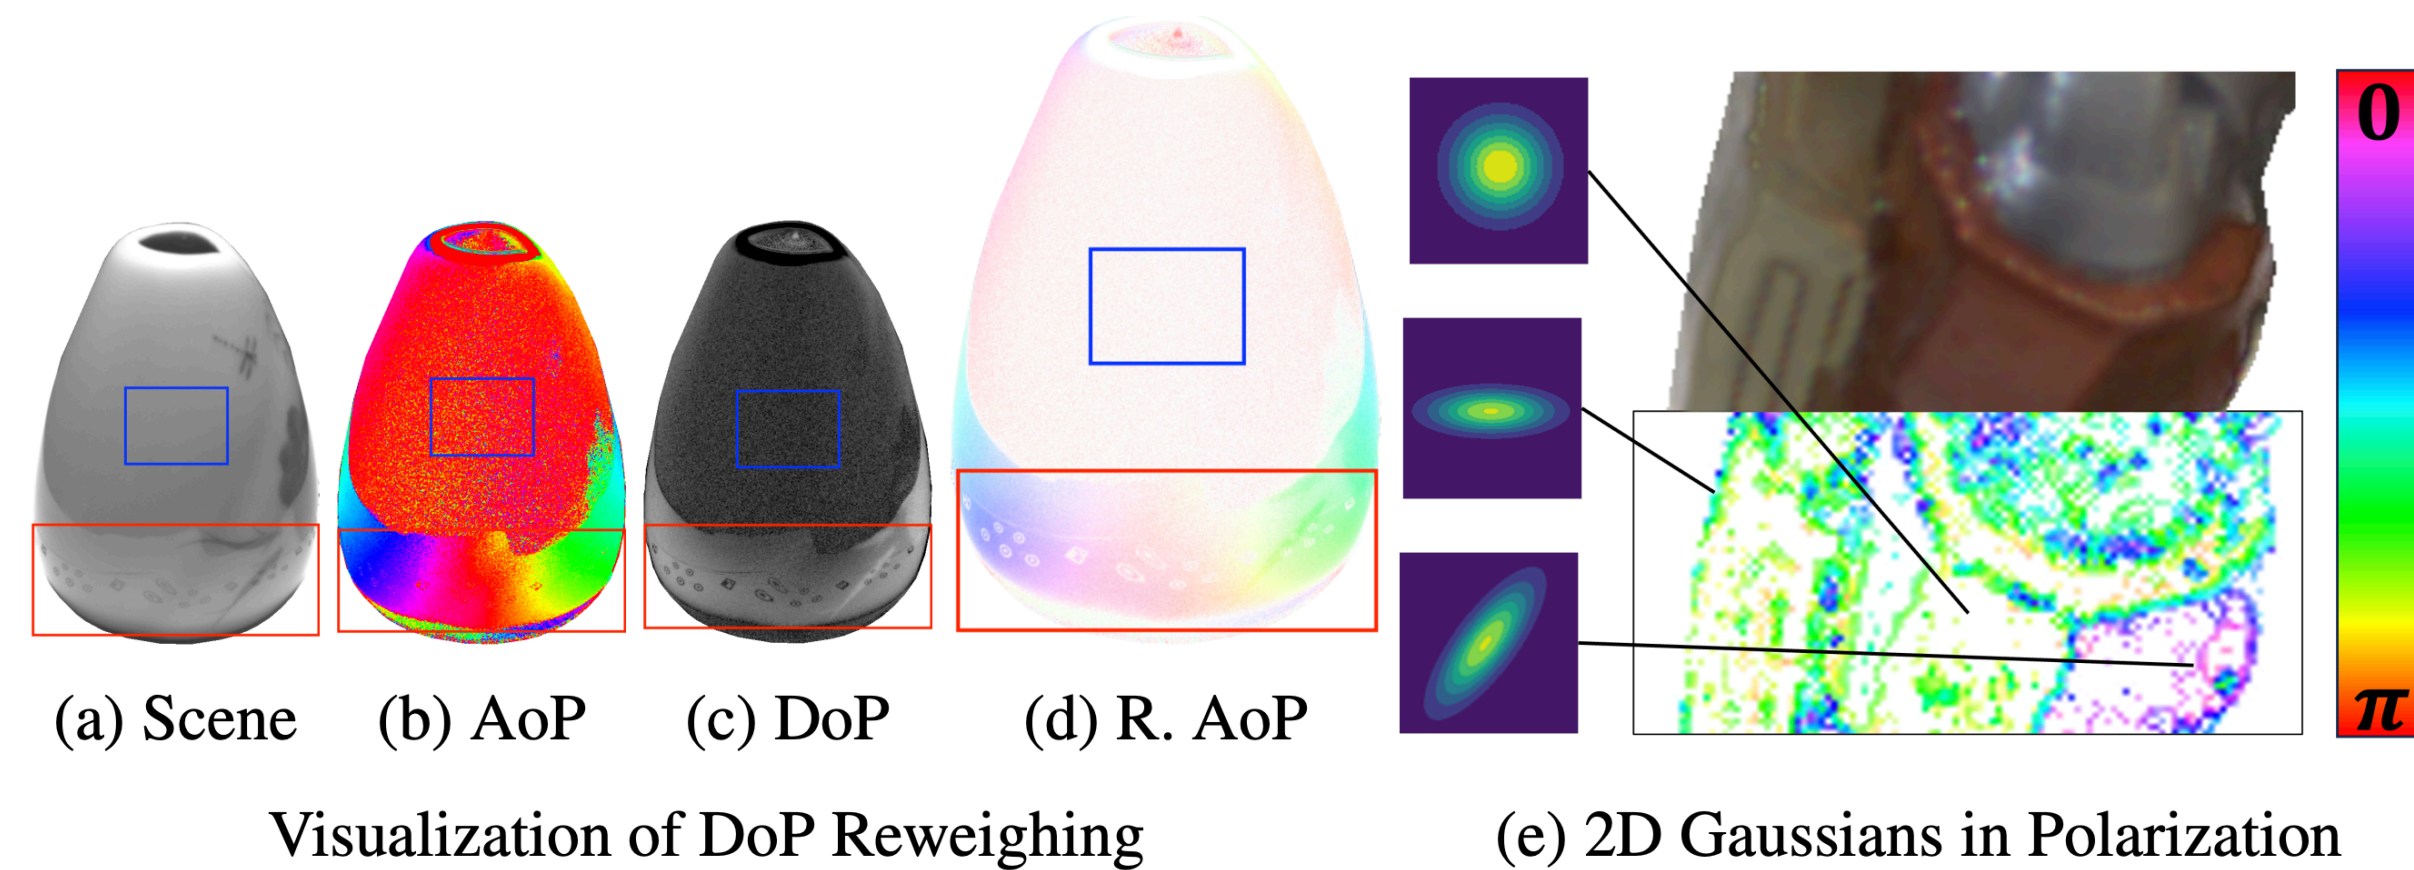 0
π
(a) Scene
(b) AoP
(c) DoP
(d) R. AoP
Visualization of DoP Reweighing
(e) 2D Gaussians in Polarization